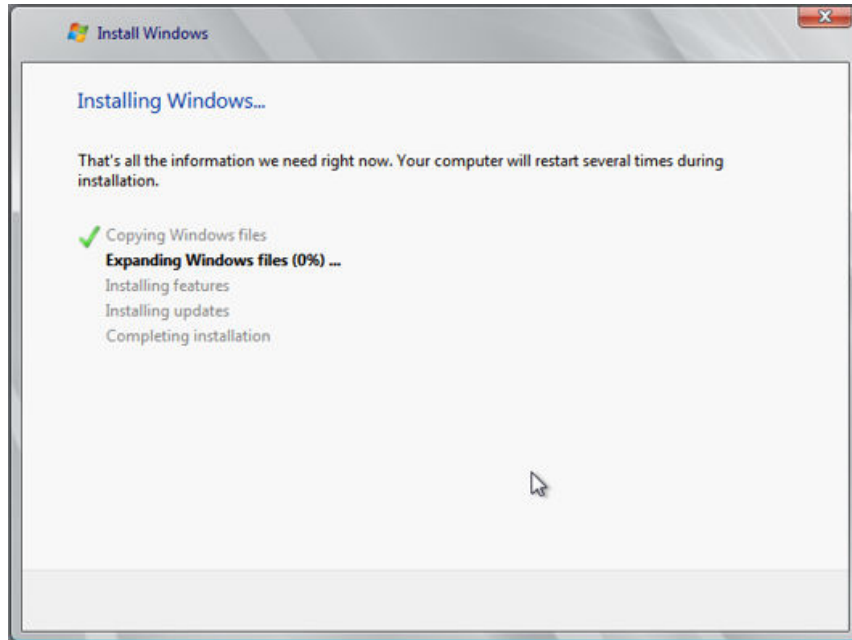 Install Windows
Installing Windows...
That's all the information we need right now. Your computer will restart several times during
installation.
Copying Windows files
Expanding Windows files (0%) ...
Installing features
Installing updates
Completing installation